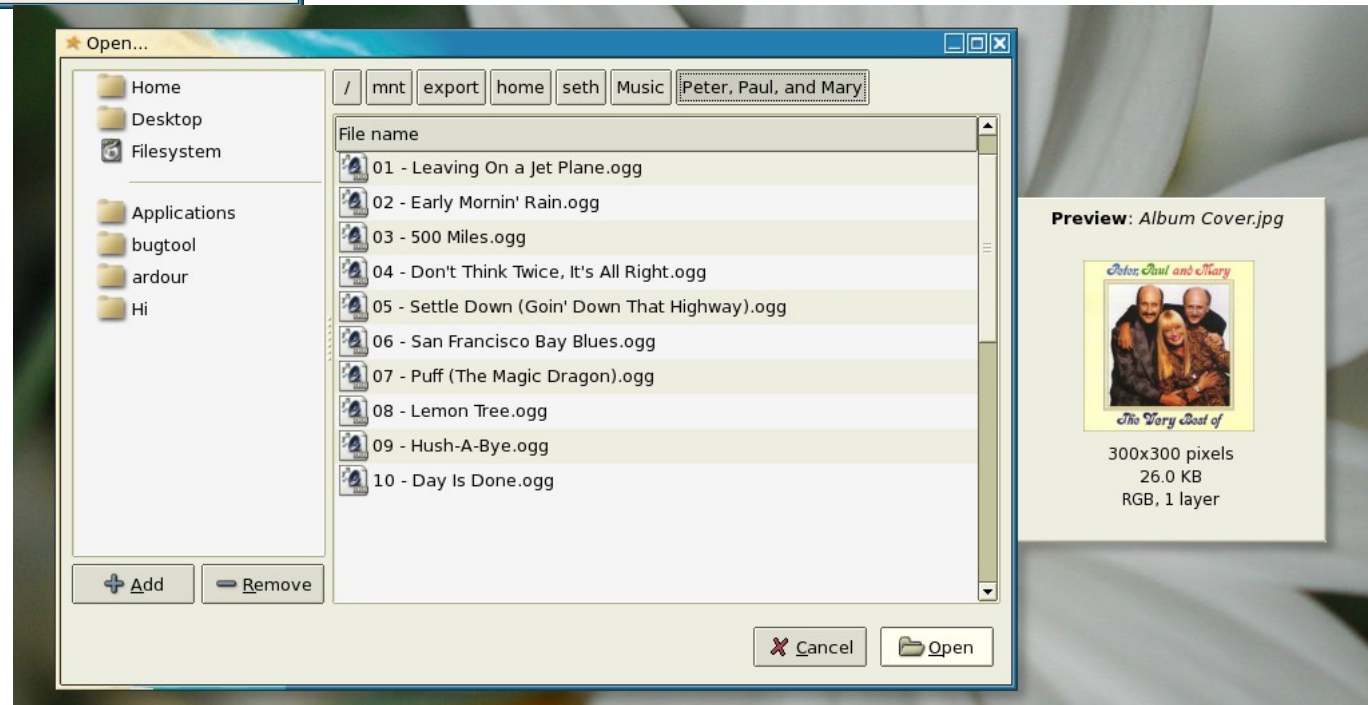 Open...
Home
Desktop
Filesystem
Applications
bugtool
ardour
Hi
Add
Remove
/ mnt export home seth Music Peter, Paul, and Mary
File name
01 - Leaving On a Jet Plane.ogg
02 - Early Mornin' Rain.ogg
03 - 500 Miles.ogg
04 - Don't Think Twice, It's All Right.ogg
05 - Settle Down (Goin' Down That Highway).ogg
06 - San Francisco Bay Blues.ogg
07 - Puff (The Magic Dragon).ogg
08 - Lemon Tree.ogg
09 - Hush-A-Bye.ogg
10 - Day Is Done.ogg
Cancel
Open
Preview: Album Cover.jpg
Peter, Paul and Mary
The Very Best of
300x300 pixels
26.0 KB
RGB, 1 layer